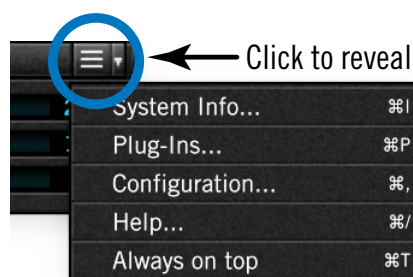 Click to reveal
System Info... ⌘I
Plug-Ins... ⌘P
Configuration... ⌘,
Help... ⌘/
Always on top ⌘T